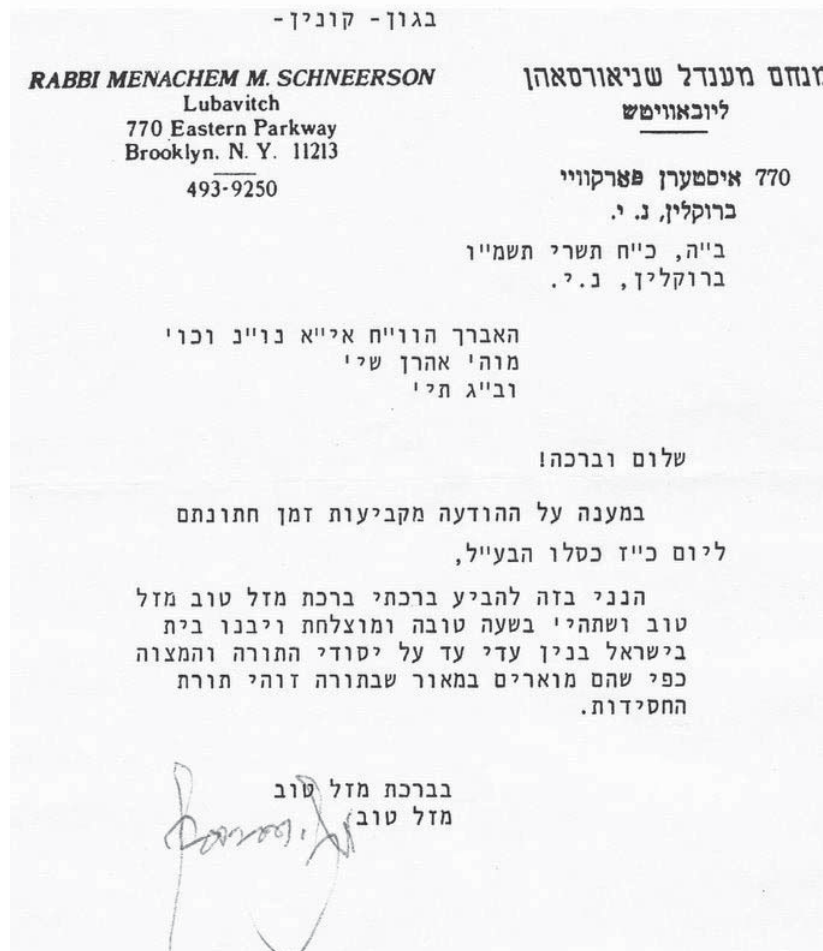 בגון- קונין-
RABBI MENACHEM M. SCHNEERSON
Lubavitch
770 Eastern Parkway
Brooklyn. N. Y. 11213
493-9250
מנחם מענדל שניאורסאהן
ליובאוויטש
770 איסטערן פארקוויי
ברוקלין, נ. י.
ב"ה, כ"ח תשרי תשמ"ו
ברוקלין, נ.י.
האברך הוו"ח אי"א נו"נ וכו'
מוה' אהרן שי'
וב"ג תי'
שלום וברכה!
במענה על ההודעה מקביעות זמן חתונתם
ליום כ"ז כסלו הבע"ל,
הנני בזה להביע ברכתי ברכת מזל טוב מזל
טוב ושתהי' בשעה טובה ומוצלחת ויבנו בית
בישראל בנין עדי עד על יסודי התורה והמצוה
כפי שהם מוארים במאור שבתורה זוהי תורת
החסידות.
בברכת מזל טוב
מזל טוב